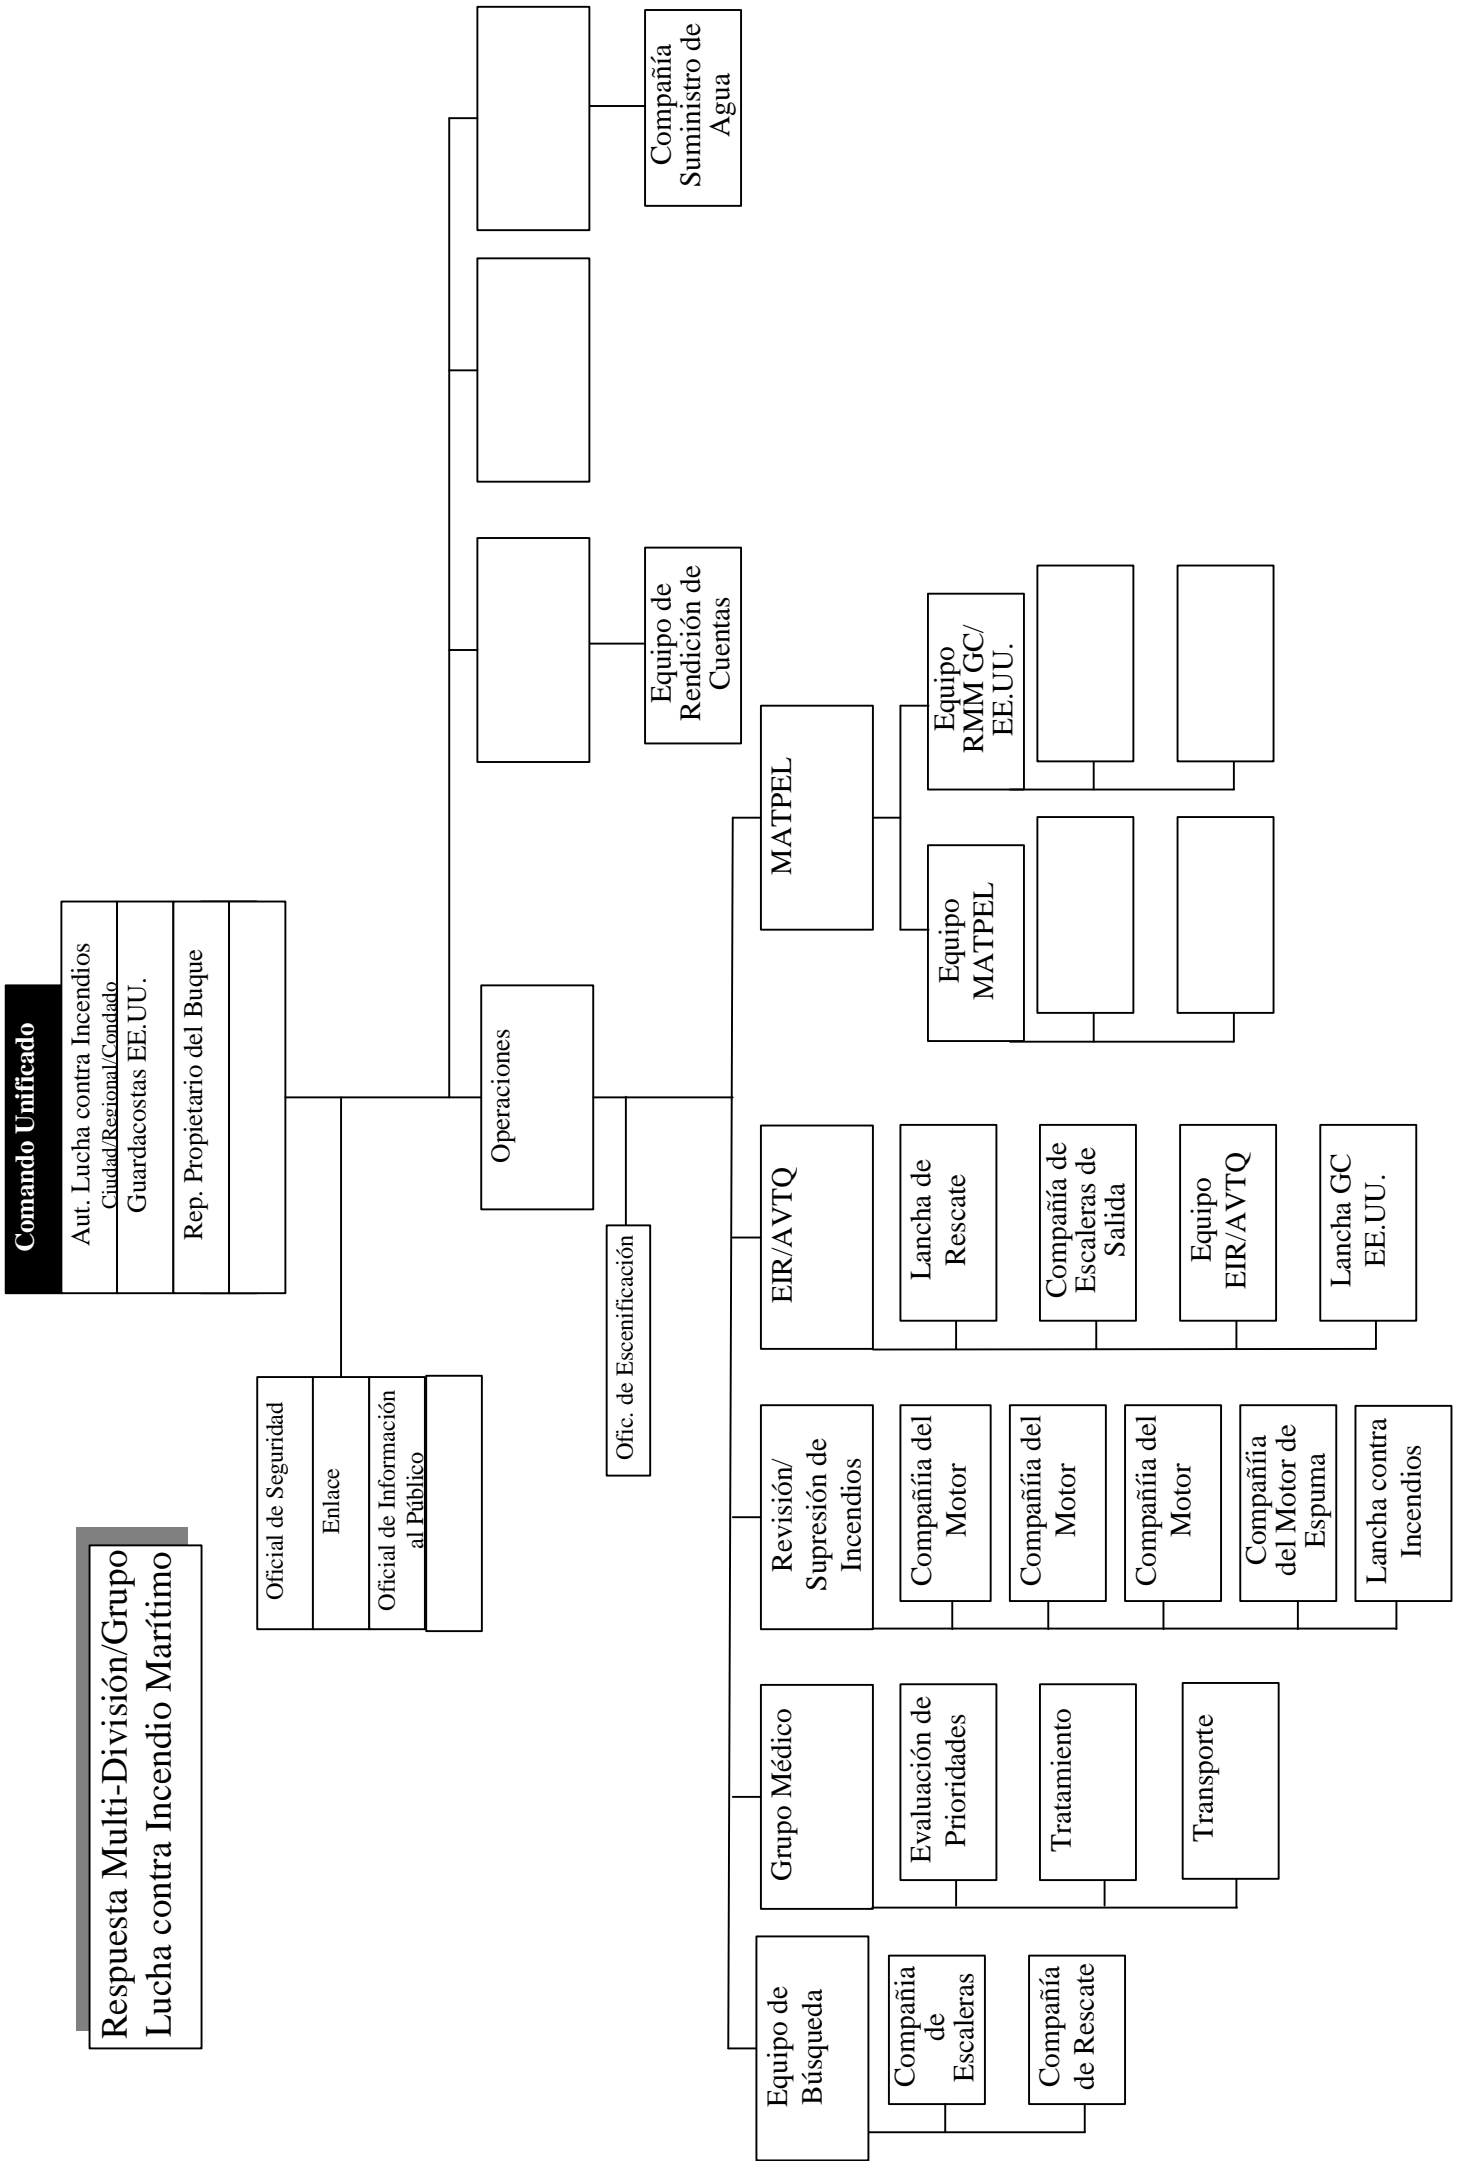 Respuesta Multi-División/Grupo
Lucha contra Incendio Marítimo
Comando Unificado
Aut. Lucha contra Incendios
Ciudad/Regional/Condado
Guardacostas EE.UU.
Rep. Propietario del Buque
Oficial de Seguridad
Enlace
Oficial de Información
al Público
Operaciones
Ofic. de Escenificación
Equipo de
Rendición de
Cuentas
Compañía
Suministro de
Agua
Equipo de
Búsqueda
Compañia
de
Escaleras
Compañía
de Rescate
Grupo Médico
Evaluación de
Prioridades
Tratamiento
Transporte
Revisión/
Supresión de
Incendios
Compañíia del
Motor
Compañíia del
Motor
Compañíia del
Motor
Compañíia
del Motor de
Espuma
Lancha contra
Incendios
EIR/AVTQ
Lancha de
Rescate
Compañía de
Escaleras de
Salida
Equipo
EIR/AVTQ
Lancha GC
EE.UU.
MATPEL
Equipo
MATPEL
Equipo
RMM GC/
EE.UU.